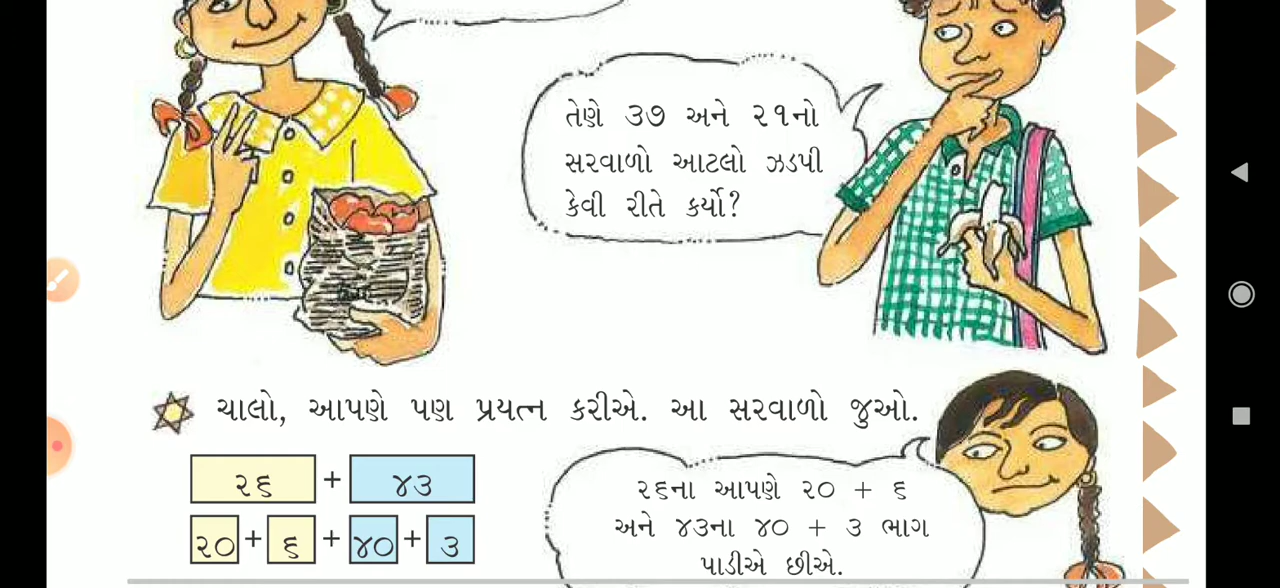 તેણે ૩૭ અને ૨૧નો
સરવાળો આટલો ઝડપી
કેવી રીતે કર્યો?
ચાલો, આપણે પણ પ્રયત્ન કરીએ. આ સરવાળો જુઓ.
૨૬ + ૪૩
૨૦ + ૬ + ૪૦ + ૩
૨૬ના આપણે ૨૦ + ૬
અને ૪૩ના ૪૦ + ૩ ભાગ
પાડીએ છીએ.